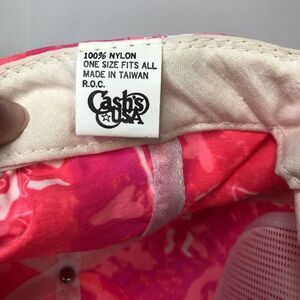 100% NYLON
ONE SIZE FITS ALL
MADE IN TAIWAN
R.O.C.
Cash's
USA